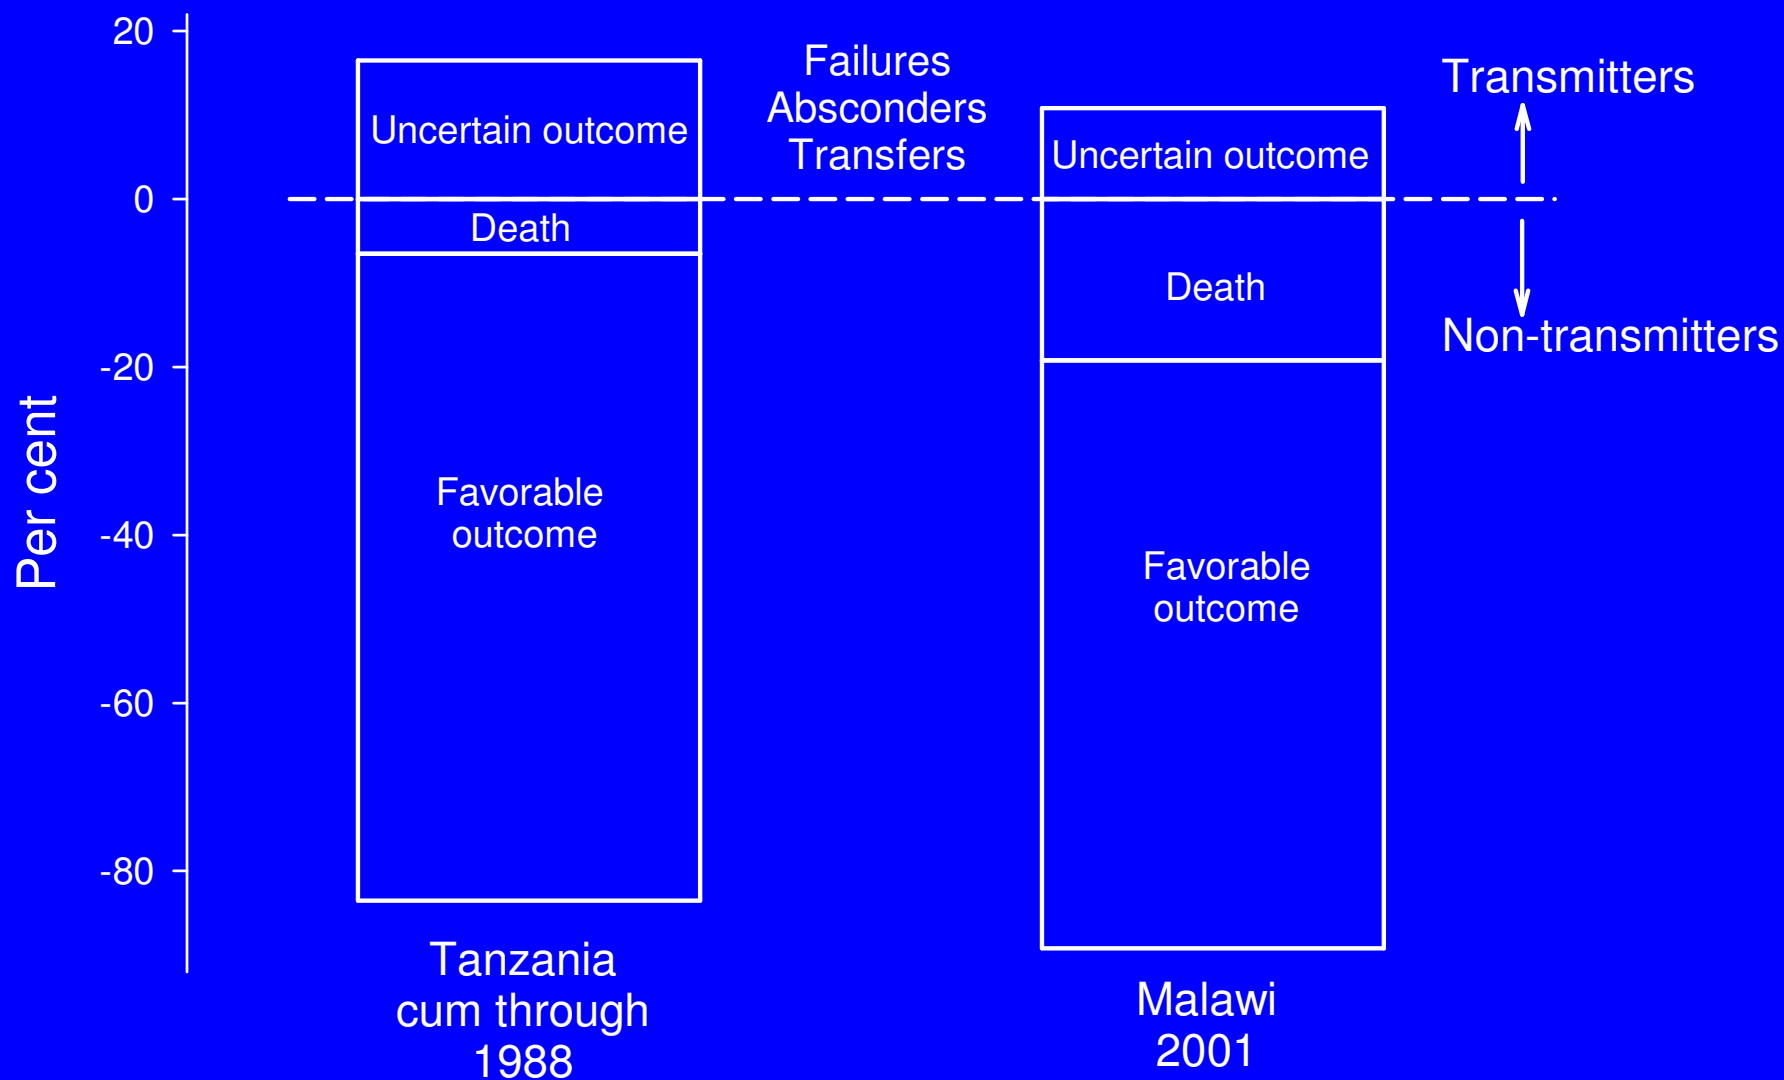 20
0
-20
-40
-60
-80
Per cent
Uncertain outcome
Death
Favorable
outcome
Tanzania
cum through
1988
Failures
Absconders
Transfers
Uncertain outcome
Death
Favorable
outcome
Malawi
2001
Transmitters
Non-transmitters